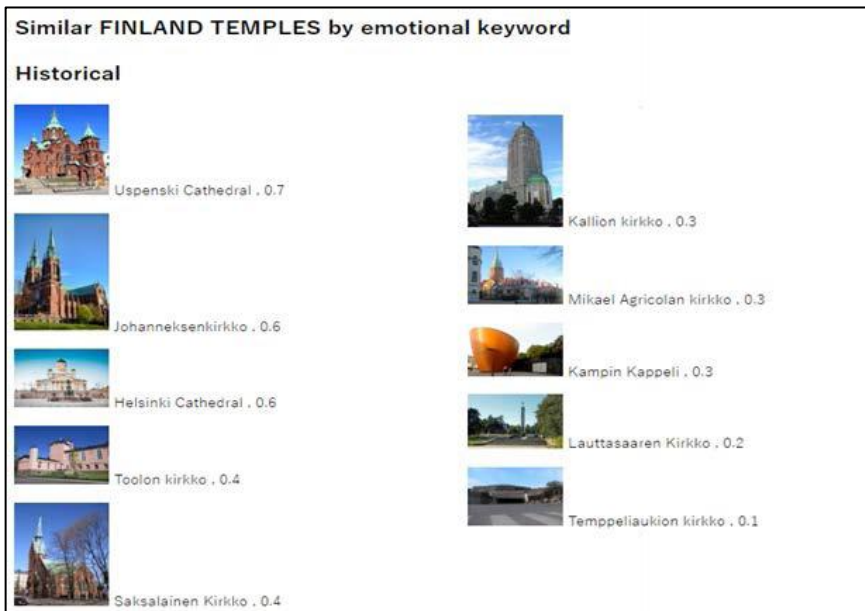 Similar FINLAND TEMPLES by emotional keyword
Historical
Uspenski Cathedral . 0.7
Johanneksenkirkko . 0.6
Helsinki Cathedral . 0.6
Toolon kirkko . 0.4
Saksalainen Kirkko . 0.4
Kallion kirkko . 0.3
Mikael Agricolan kirkko . 0.3
Kampin Kappeli . 0.3
Lauttasaaren Kirkko . 0.2
Temppeliaukion kirkko . 0.1